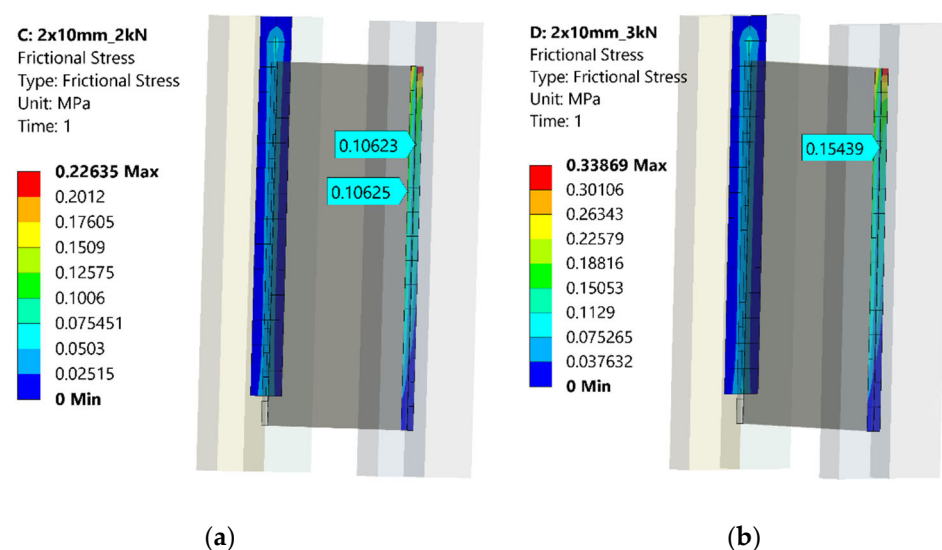 C: 2x10mm_2kN
Frictional Stress
Type: Frictional Stress
Unit: MPa
Time: 1
0.22635 Max
0.2012
0.17605
0.1509
0.12575
0.1006
0.075451
0.0503
0.02515
0 Min
0.10623
0.10625
(a)
D: 2x10mm_3kN
Frictional Stress
Type: Frictional Stress
Unit: MPa
Time: 1
0.33869 Max
0.30106
0.26343
0.22579
0.18816
0.15053
0.1129
0.075265
0.037632
0 Min
0.15439
(b)